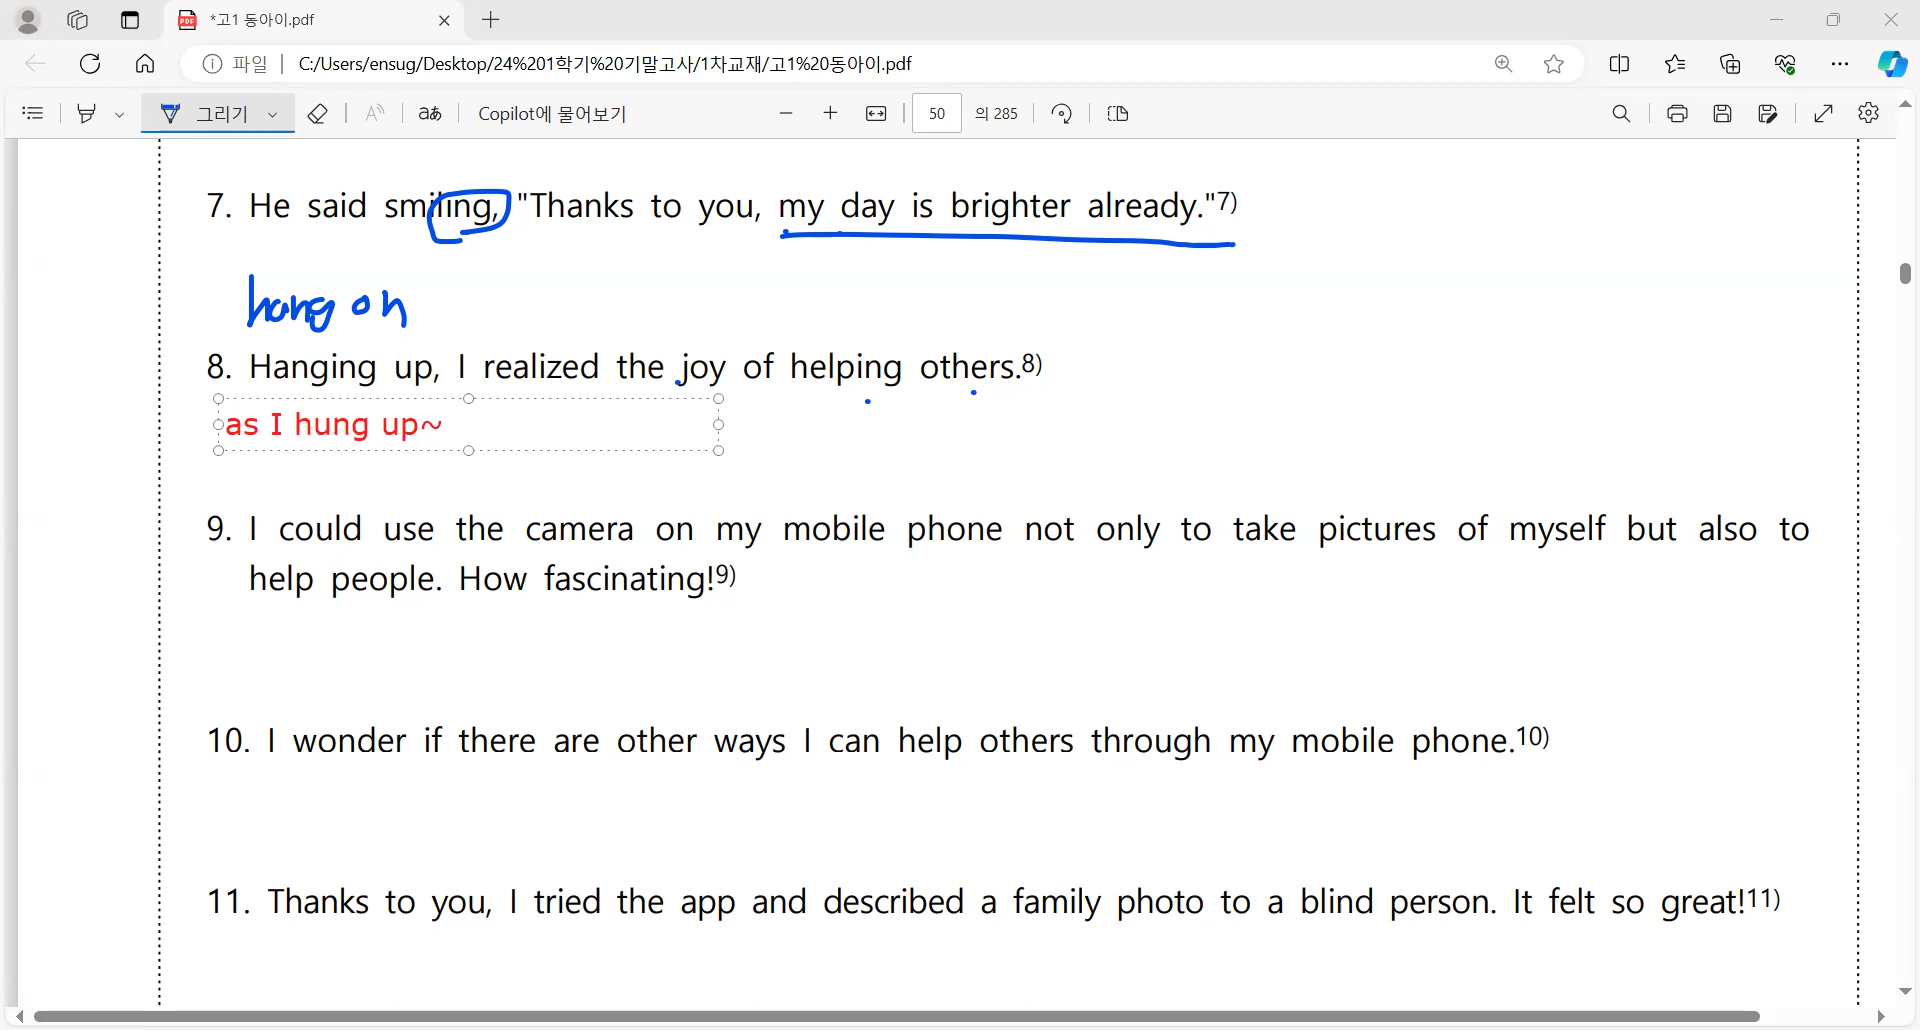 *고1 동아이.pdf
파일 | C:/Users/ensug/Desktop/24%201학기%20기말고사/1차교재/고1%20동아이.pdf
그리기 aあ Copilot에 물어보기 50 의 285
7. He said smiling, "Thanks to you, my day is brighter already."7)
hang on
8. Hanging up, I realized the joy of helping others.8)
as I hung up~
9. I could use the camera on my mobile phone not only to take pictures of myself but also to
help people. How fascinating!9)
10. I wonder if there are other ways I can help others through my mobile phone.10)
11. Thanks to you, I tried the app and described a family photo to a blind person. It felt so great!11)